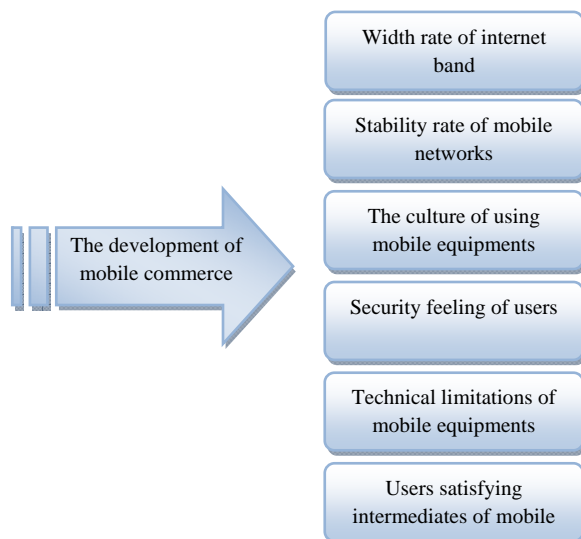 Width rate of internet
band
Stability rate of mobile
networks
The culture of using
mobile equipments
The development of
mobile commerce
Security feeling of users
Technical limitations of
mobile equipments
Users satisfying
intermediates of mobile